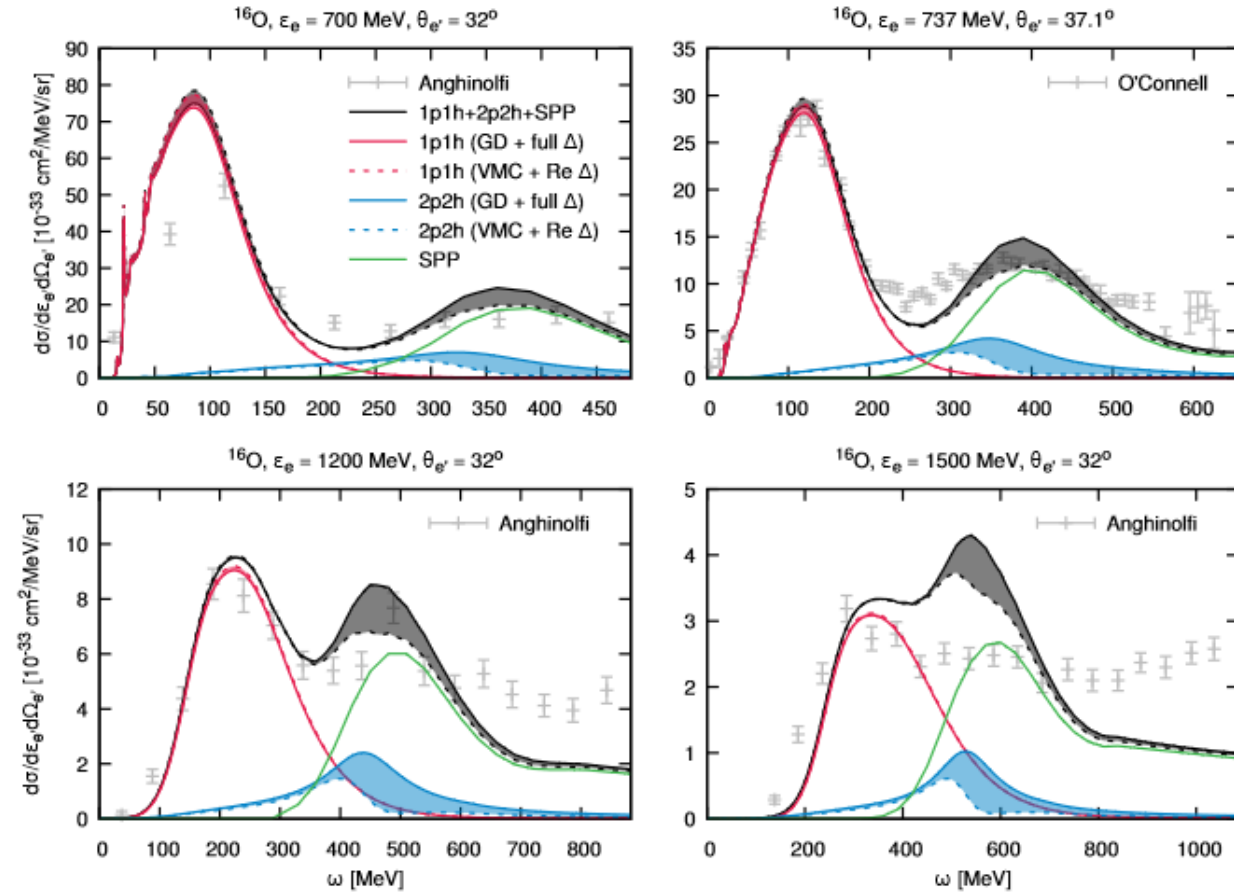 ¹⁶O, εₑ = 700 MeV, θₑ' = 32°
dσ/dεₑ'dΩₑ' [10⁻³³ cm²/MeV/sr]
90
80
70
60
50
40
30
20
10
0
Anghinolfi
1p1h+2p2h+SPP
1p1h (GD + full Δ)
1p1h (VMC + Re Δ)
2p2h (GD + full Δ)
2p2h (VMC + Re Δ)
SPP
0 50 100 150 200 250 300 350 400 450
¹⁶O, εₑ = 737 MeV, θₑ' = 37.1°
35
30
25
20
15
10
5
0
O'Connell
0 100 200 300 400 500 600
¹⁶O, εₑ = 1200 MeV, θₑ' = 32°
dσ/dεₑ'dΩₑ' [10⁻³³ cm²/MeV/sr]
12
10
8
6
4
2
0
Anghinolfi
0 100 200 300 400 500 600 700 800
ω [MeV]
¹⁶O, εₑ = 1500 MeV, θₑ' = 32°
5
4
3
2
1
0
Anghinolfi
0 200 400 600 800 1000
ω [MeV]